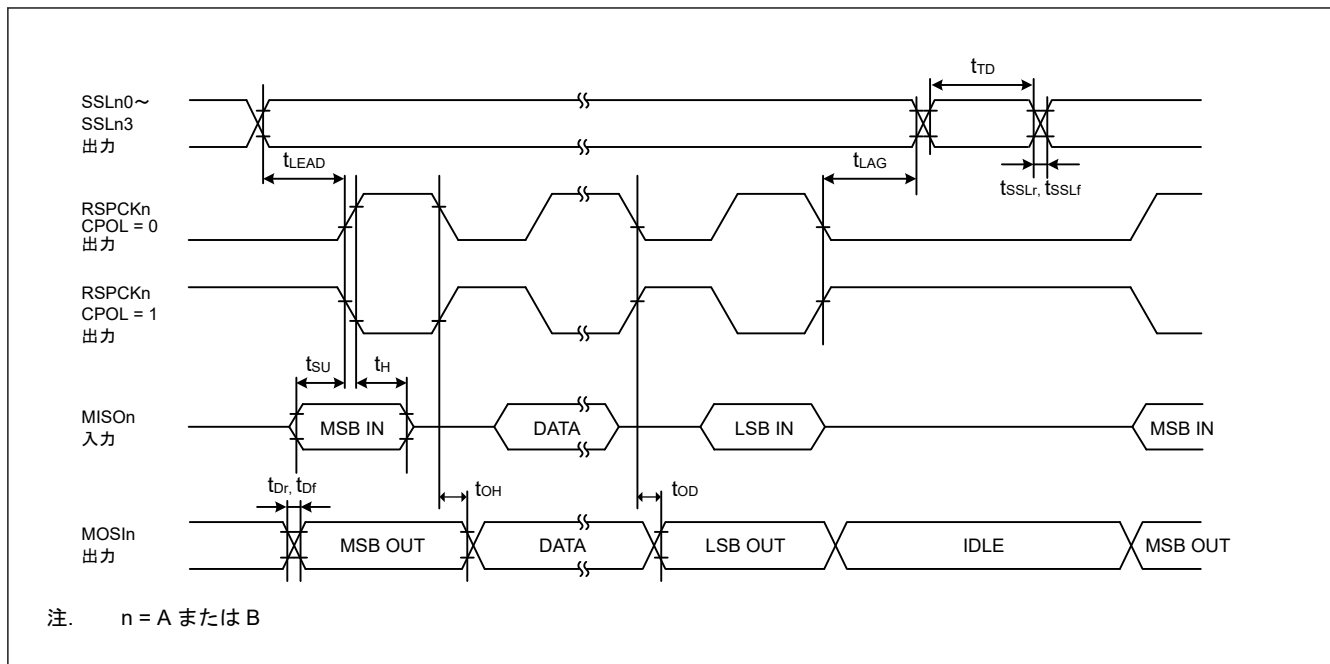 tTD
SSLn0～
SSLn3
出力
tLEAD
tLAG
tSSLr, tSSLf
RSPCKn
CPOL = 0
出力
RSPCKn
CPOL = 1
出力
tSU
tH
MISOn
入力
MSB IN
DATA
LSB IN
MSB IN
tDr, tDf
tOH
tOD
MOSIn
出力
MSB OUT
DATA
LSB OUT
IDLE
MSB OUT
注. n = A または B